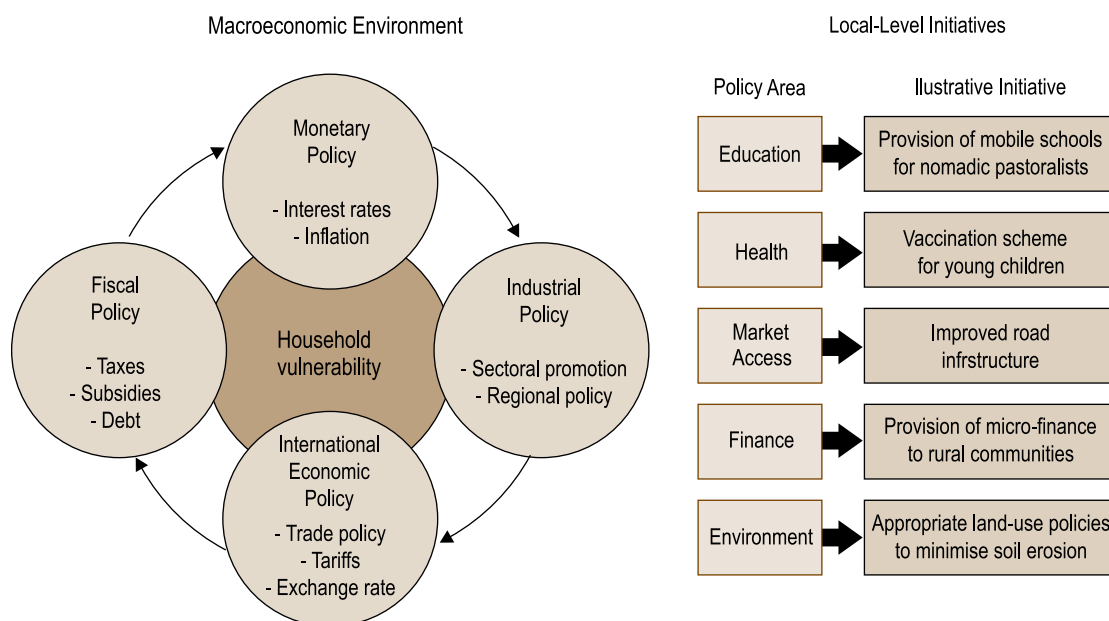 Macroeconomic Environment
Monetary
Policy
- Interest rates
- Inflation
Fiscal
Policy
- Taxes
- Subsidies
- Debt
Household
vulnerability
Industrial
Policy
- Sectoral promotion
- Regional policy
International
Economic
Policy
- Trade policy
- Tariffs
- Exchange rate
Local-Level Initiatives
Policy Area
Ilustrative Initiative
Education
Provision of mobile schools
for nomadic pastoralists
Health
Vaccination scheme
for young children
Market
Access
Improved road
infrstructure
Finance
Provision of micro-finance
to rural communities
Environment
Appropriate land-use policies
to minimise soil erosion